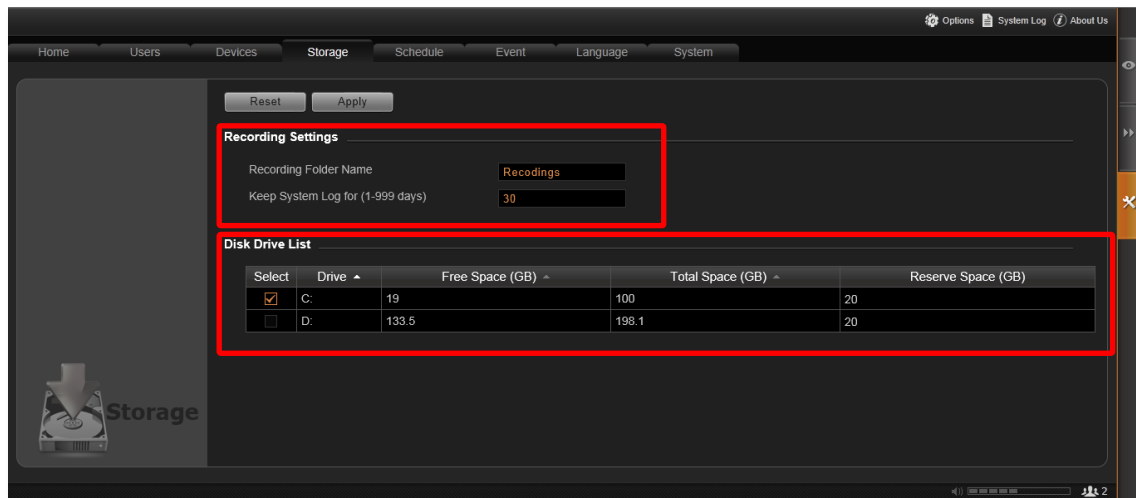 Options System Log About Us
Home Users Devices Storage Schedule Event Language System
Reset Apply
Recording Settings
Recording Folder Name Recodings
Keep System Log for (1-999 days) 30
Disk Drive List
Select Drive Free Space (GB) Total Space (GB) Reserve Space (GB)
C: 19 100 20
D: 133.5 198.1 20
Storage
2